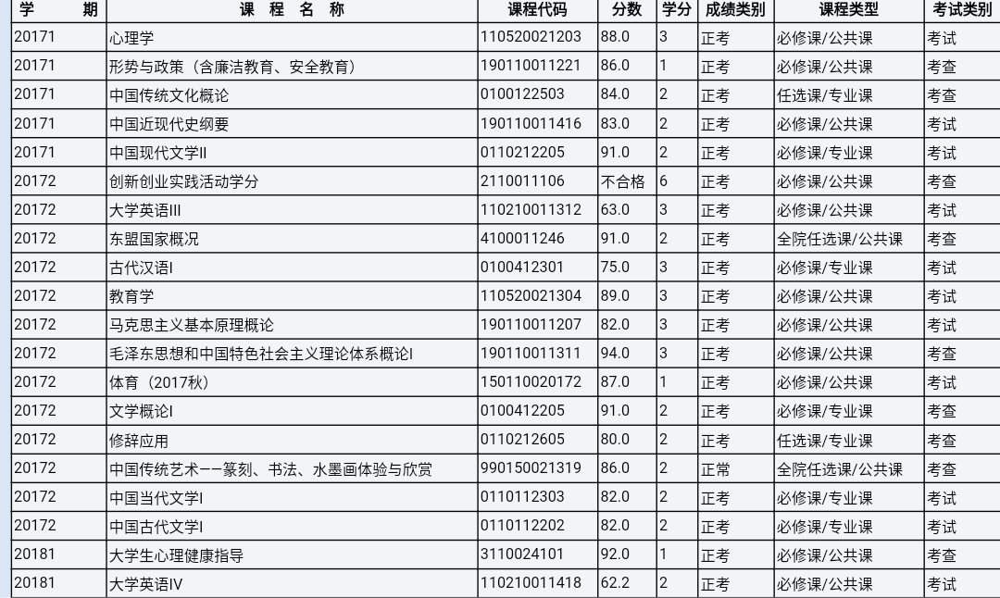 学 期 课 程 名 称 课程代码 分数 学分 成绩类别 课程类型 考试类别
20171 心理学 110520021203 88.0 3 正考 必修课/公共课 考试
20171 形势与政策（含廉洁教育、安全教育） 190110011221 86.0 1 正考 必修课/公共课 考查
20171 中国传统文化概论 0100122503 84.0 2 正考 任选课/专业课 考查
20171 中国近现代史纲要 190110011416 83.0 2 正考 必修课/公共课 考试
20171 中国现代文学II 0110212205 91.0 2 正考 必修课/专业课 考试
20172 创新创业实践活动学分 2110011106 不合格 6 正考 必修课/公共课 考查
20172 大学英语III 110210011312 63.0 3 正考 必修课/公共课 考试
20172 东盟国家概况 4100011246 91.0 2 正考 全院任选课/公共课 考查
20172 古代汉语I 0100412301 75.0 3 正考 必修课/专业课 考试
20172 教育学 110520021304 89.0 3 正考 必修课/公共课 考试
20172 马克思主义基本原理概论 190110011207 82.0 3 正考 必修课/公共课 考试
20172 毛泽东思想和中国特色社会主义理论体系概论I 190110011311 94.0 3 正考 必修课/公共课 考查
20172 体育（2017秋） 150110020172 87.0 1 正考 必修课/公共课 考试
20172 文学概论I 0100412205 91.0 2 正考 必修课/专业课 考查
20172 修辞应用 0110212605 80.0 2 正考 任选课/专业课 考查
20172 中国传统艺术——篆刻、书法、水墨画体验与欣赏 990150021319 86.0 2 正常 全院任选课/公共课 考查
20172 中国当代文学I 0110112303 82.0 2 正考 必修课/专业课 考试
20172 中国古代文学I 0110112202 82.0 2 正考 必修课/专业课 考试
20181 大学生心理健康指导 3110024101 92.0 1 正考 必修课/公共课 考查
20181 大学英语IV 110210011418 62.2 2 正考 必修课/公共课 考试